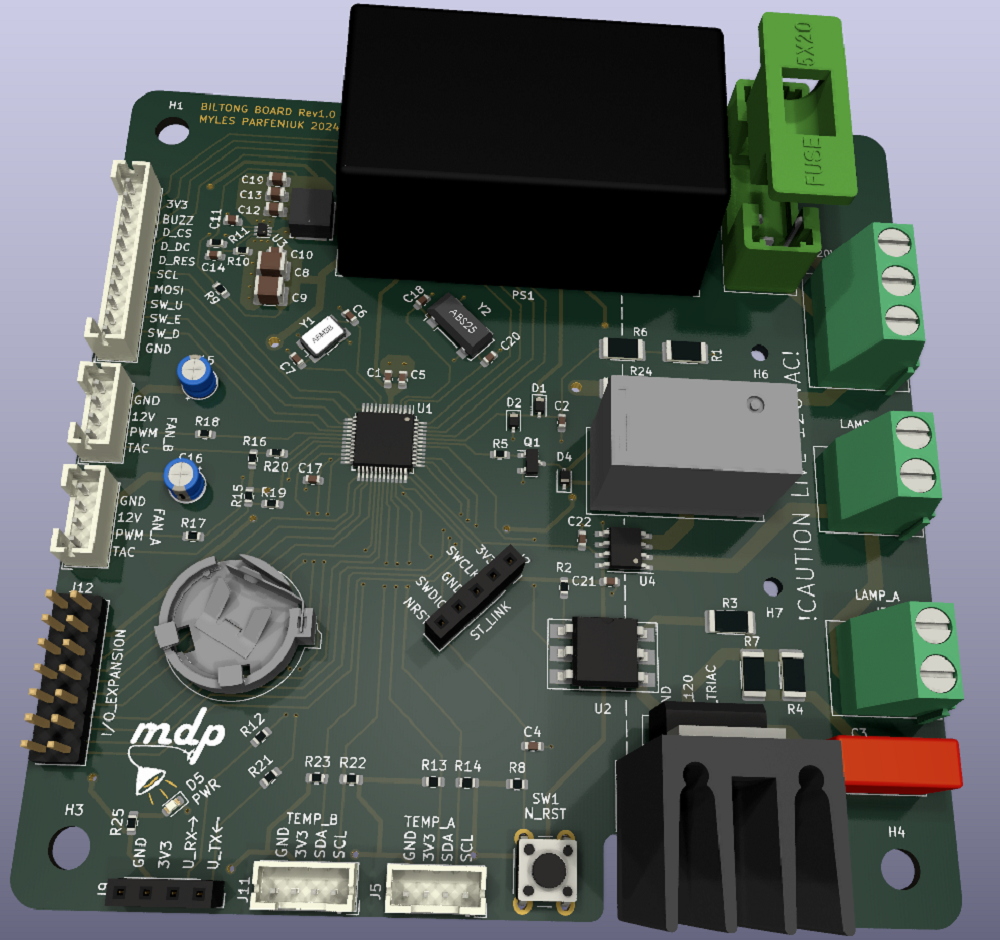 H1
BILTONG BOARD Rev1.0
MYLES PARFENIUK 2024
5X20
FUSE
3V3
BUZZ
D_CS
D_DC
D_RES
SCL
MOSI
SW_U
SW_E
SW_D
GND
C19
C13
C12
C11
R11
U3
C14
R10
C10
C8
C9
R9
PS1
Y1
C6
C7
C18
Y2
ABS25
C20
C1
C5
U1
R6
R1
R24
H6
GND
12V
PWM
TAC
FAN_B
R18
R16
R20
C17
D1
D2
C2
R5
Q1
D4
C16
GND
12V
PWM
TAC
FAN_A
R15
R19
R17
C22
U4
C21
R2
H7
!CAUTION
3V3
SWCLK
GND
SWDIO
NRST
ST_LINK
J12
I/O_EXPANSION
LAMP_A
R3
R7
R4
U2
TRIAC
C3
mdp
D5
PWR
R12
R21
R23
R22
R13
R14
R8
C4
SW1
N_RST
H3
R25
GND
3V3
U_RX→
U_TX←
J9
TEMP_B
GND
3V3
SDA
SCL
J11
TEMP_A
GND
3V3
SDA
SCL
J5
H4